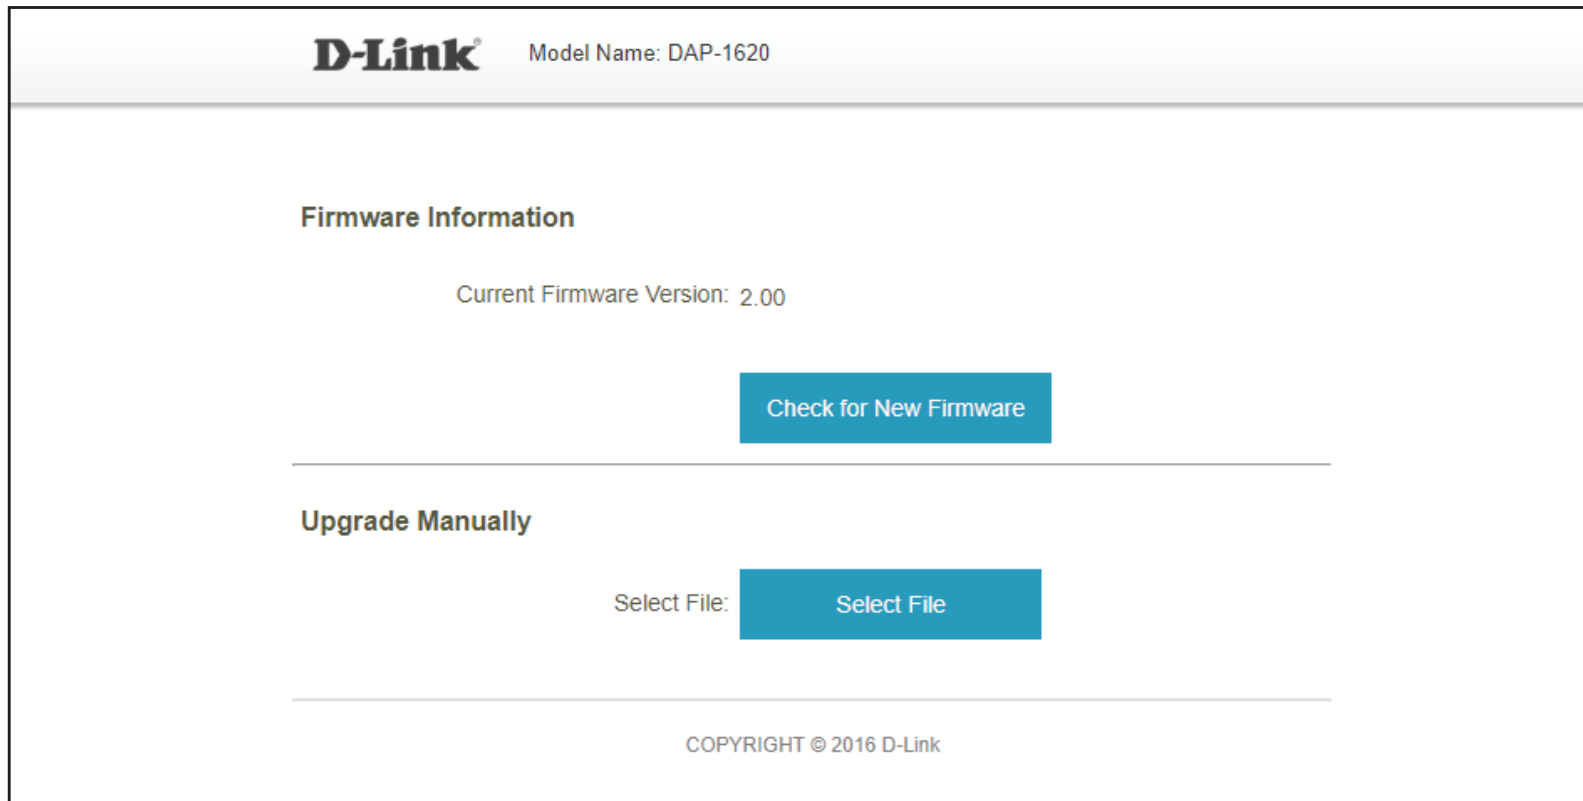 D-Link® Model Name: DAP-1620
Firmware Information
Current Firmware Version: 2.00
Check for New Firmware
Upgrade Manually
Select File: Select File
COPYRIGHT © 2016 D-Link